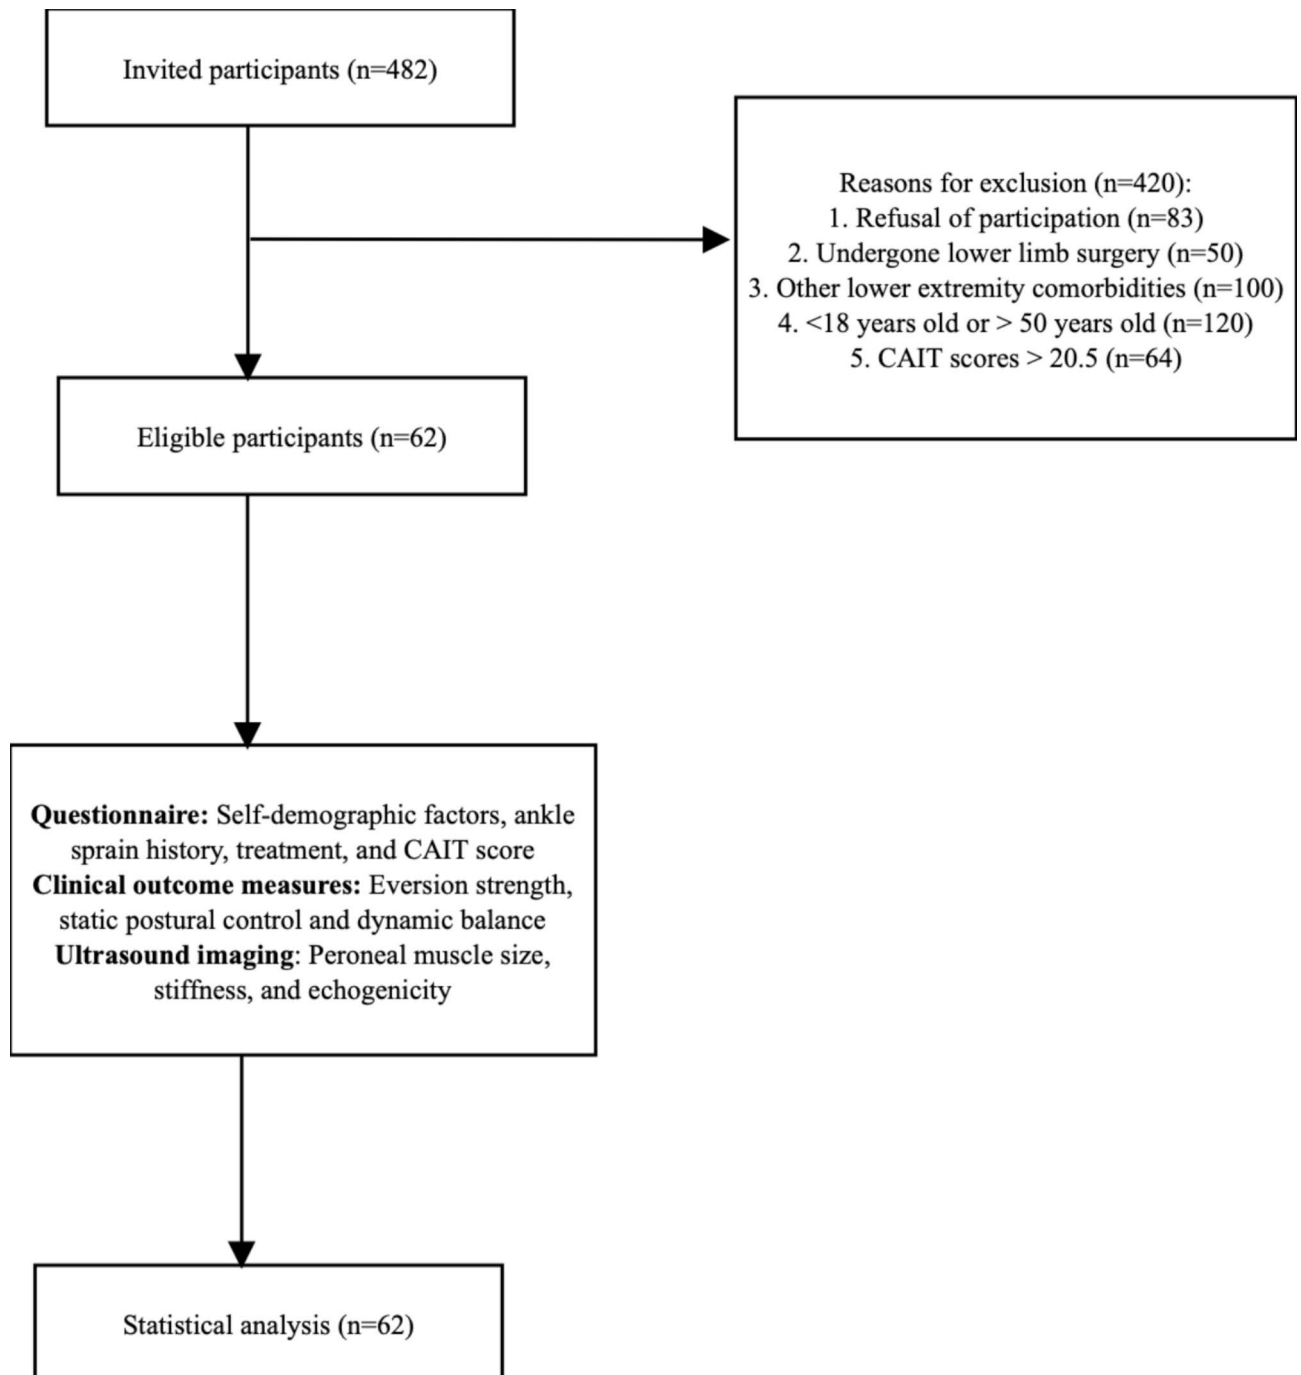 Invited participants (n=482)
Reasons for exclusion (n=420):
1. Refusal of participation (n=83)
2. Undergone lower limb surgery (n=50)
3. Other lower extremity comorbidities (n=100)
4. <18 years old or > 50 years old (n=120)
5. CAIT scores > 20.5 (n=64)
Eligible participants (n=62)
Questionnaire: Self-demographic factors, ankle
sprain history, treatment, and CAIT score
Clinical outcome measures: Eversion strength,
static postural control and dynamic balance
Ultrasound imaging: Peroneal muscle size,
stiffness, and echogenicity
Statistical analysis (n=62)